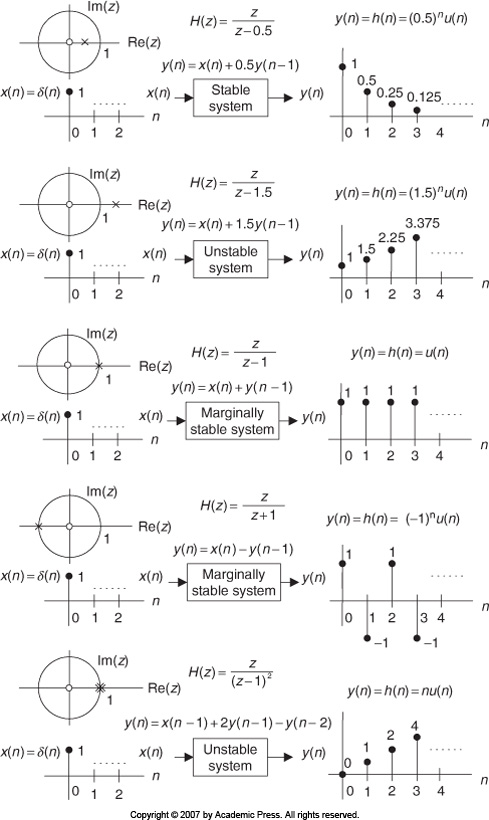 Im(z)
H(z) = z / (z – 0.5)
y(n) = h(n) = (0.5)ⁿu(n)
Re(z)
1
y(n) = x(n) + 0.5y(n – 1)
1
0.5
0.25
0.125
x(n) = δ(n) 1 ......
x(n) Stable system y(n)
0 1 2 n
0 1 2 3 4 n
Im(z)
H(z) = z / (z – 1.5)
y(n) = h(n) = (1.5)ⁿu(n)
Re(z)
1
y(n) = x(n) + 1.5y(n – 1)
1 1.5 2.25 3.375 ......
x(n) = δ(n) 1 ......
x(n) Unstable system y(n)
0 1 2 n
0 1 2 3 4 n
Im(z)
H(z) = z / (z – 1)
y(n) = h(n) = u(n)
Re(z)
1
y(n) = x(n) + y(n – 1)
1 1 1 1 ......
x(n) = δ(n) 1 ......
x(n) Marginally stable system y(n)
0 1 2 n
0 1 2 3 4 n
Im(z)
H(z) = z / (z + 1)
y(n) = h(n) = (–1)ⁿu(n)
Re(z)
1
y(n) = x(n) – y(n – 1)
1 1 ......
x(n) = δ(n) 1 ......
x(n) Marginally stable system y(n)
0 1 2 n
0 1 2 3 4 n
–1 –1
Im(z)
H(z) = z / (z – 1)²
y(n) = h(n) = nu(n)
Re(z)
1
y(n) = x(n – 1) + 2y(n – 1) – y(n – 2)
0 1 2 4 ......
x(n) = δ(n) 1 ......
x(n) Unstable system y(n)
0 1 2 n
0 1 2 3 4 n
Copyright © 2007 by Academic Press. All rights reserved.